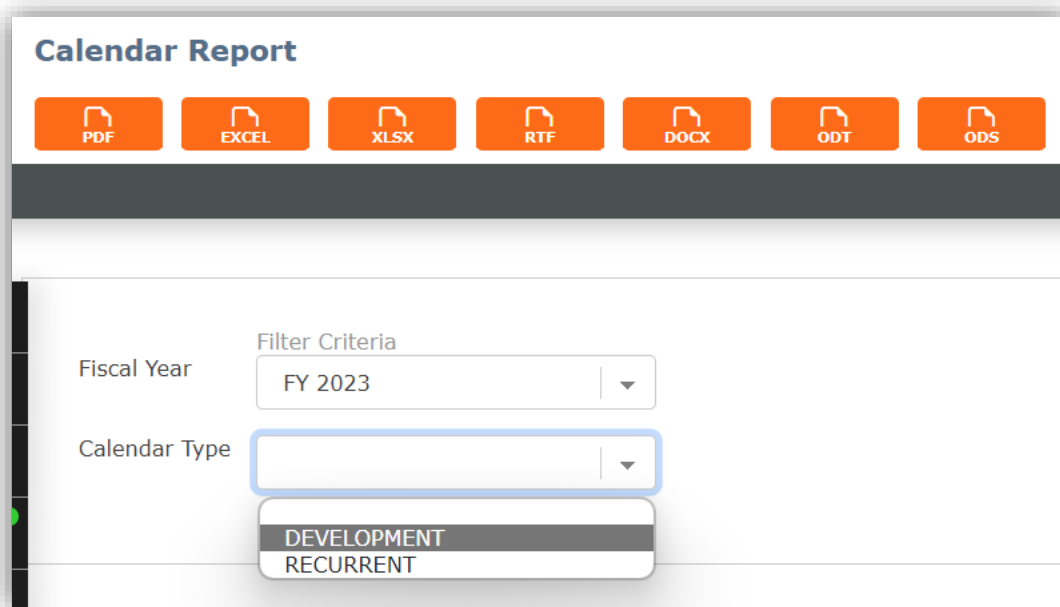 Calendar Report
PDF EXCEL XLSX RTF DOCX ODT ODS
Filter Criteria
Fiscal Year FY 2023
Calendar Type
DEVELOPMENT
RECURRENT